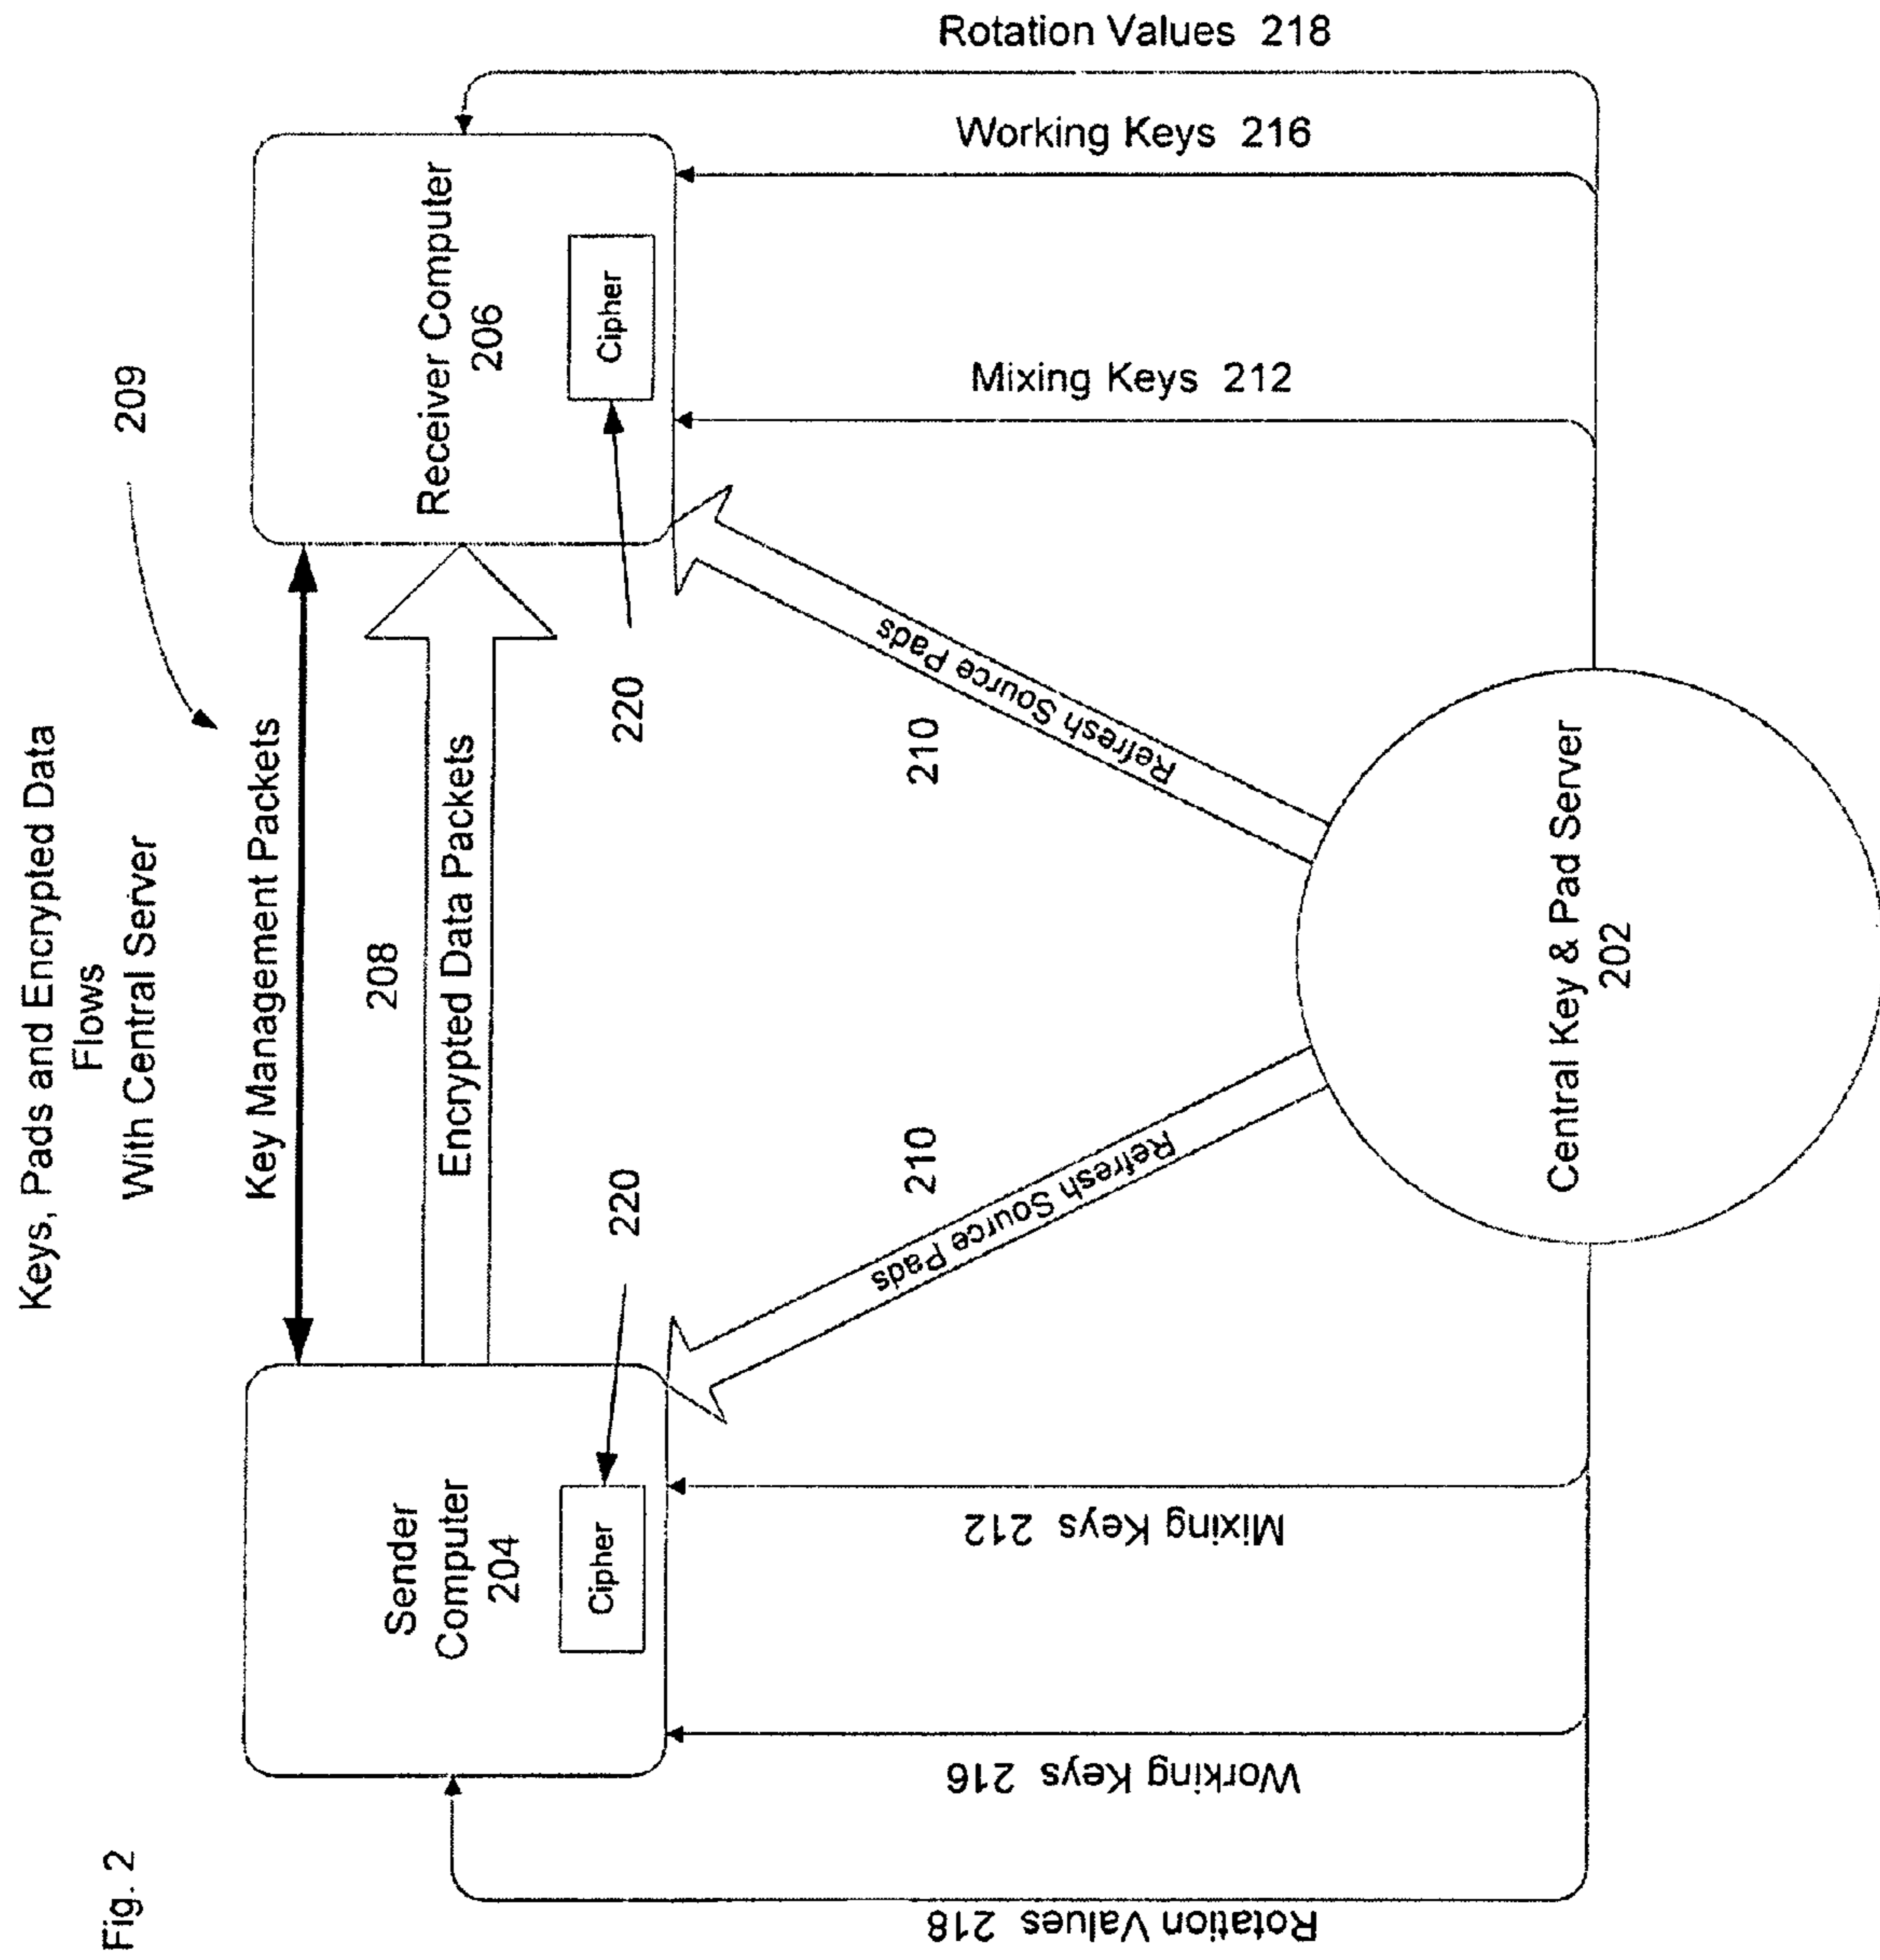 Fig. 2
Keys, Pads and Encrypted Data
Flows
With Central Server
209
Key Management Packets
208
Encrypted Data Packets
Sender
Computer
204
Cipher
220
Receiver Computer
206
Cipher
220
210
Refresh Source Pads
210
Refresh Source Pads
Rotation Values 218
Working Keys 216
Mixing Keys 212
Mixing Keys 212
Working Keys 216
Rotation Values 218
Central Key & Pad Server
202